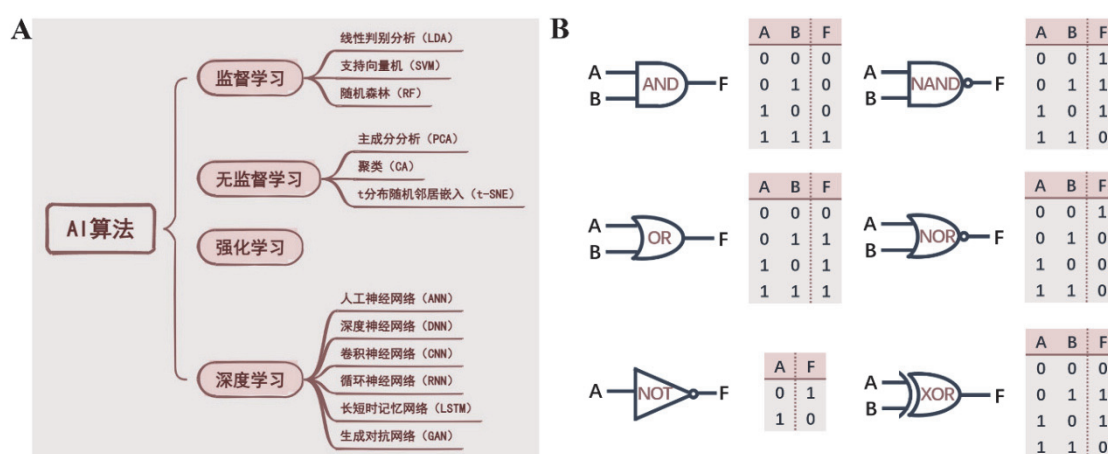 A
AI算法
监督学习
线性判别分析（LDA）
支持向量机（SVM）
随机森林（RF）
无监督学习
主成分分析（PCA）
聚类（CA）
t分布随机邻居嵌入（t-SNE）
强化学习
深度学习
人工神经网络（ANN）
深度神经网络（DNN）
卷积神经网络（CNN）
循环神经网络（RNN）
长短时记忆网络（LSTM）
生成对抗网络（GAN）
B
A
B
AND
F
A B F
0 0 0
0 1 0
1 0 0
1 1 1
A
B
NAND
F
A B F
0 0 1
0 1 1
1 0 1
1 1 0
A
B
OR
F
A B F
0 0 0
0 1 1
1 0 1
1 1 1
A
B
NOR
F
A B F
0 0 1
0 1 0
1 0 0
1 1 0
A
NOT
F
A F
0 1
1 0
A
B
XOR
F
A B F
0 0 0
0 1 1
1 0 1
1 1 0